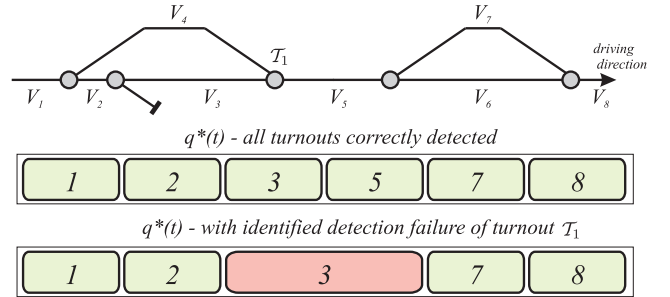 V4
V7
T1
driving
direction
V1 V2 V3 V5 V6 V8
q*(t) - all turnouts correctly detected
1 2 3 5 7 8
q*(t) - with identified detection failure of turnout T1
1 2 3 7 8